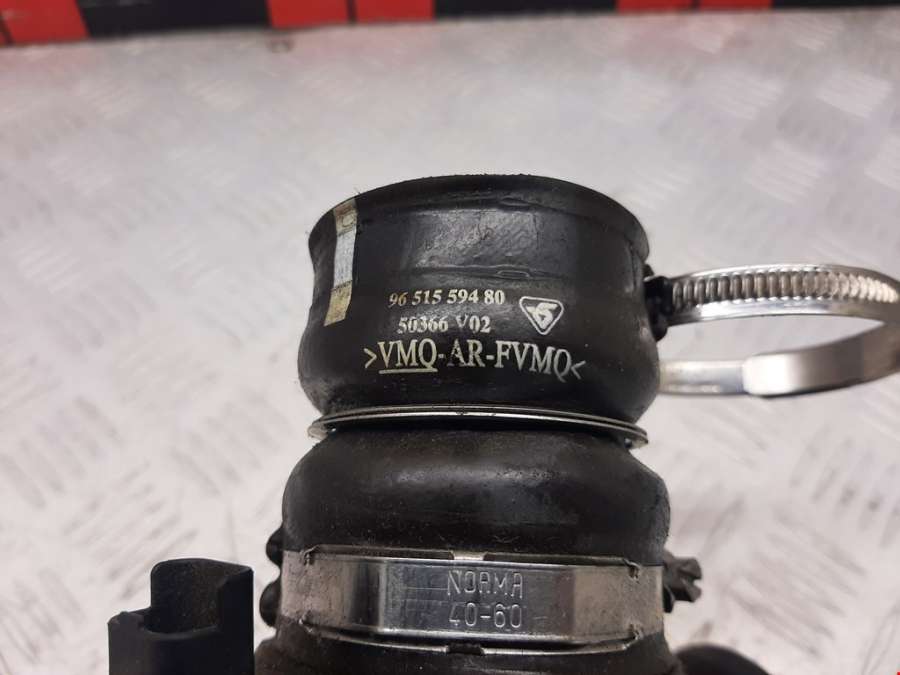 96 515 594 80
50366 V02
>VMQ-AR-FVMQ<
NORMA
40-60